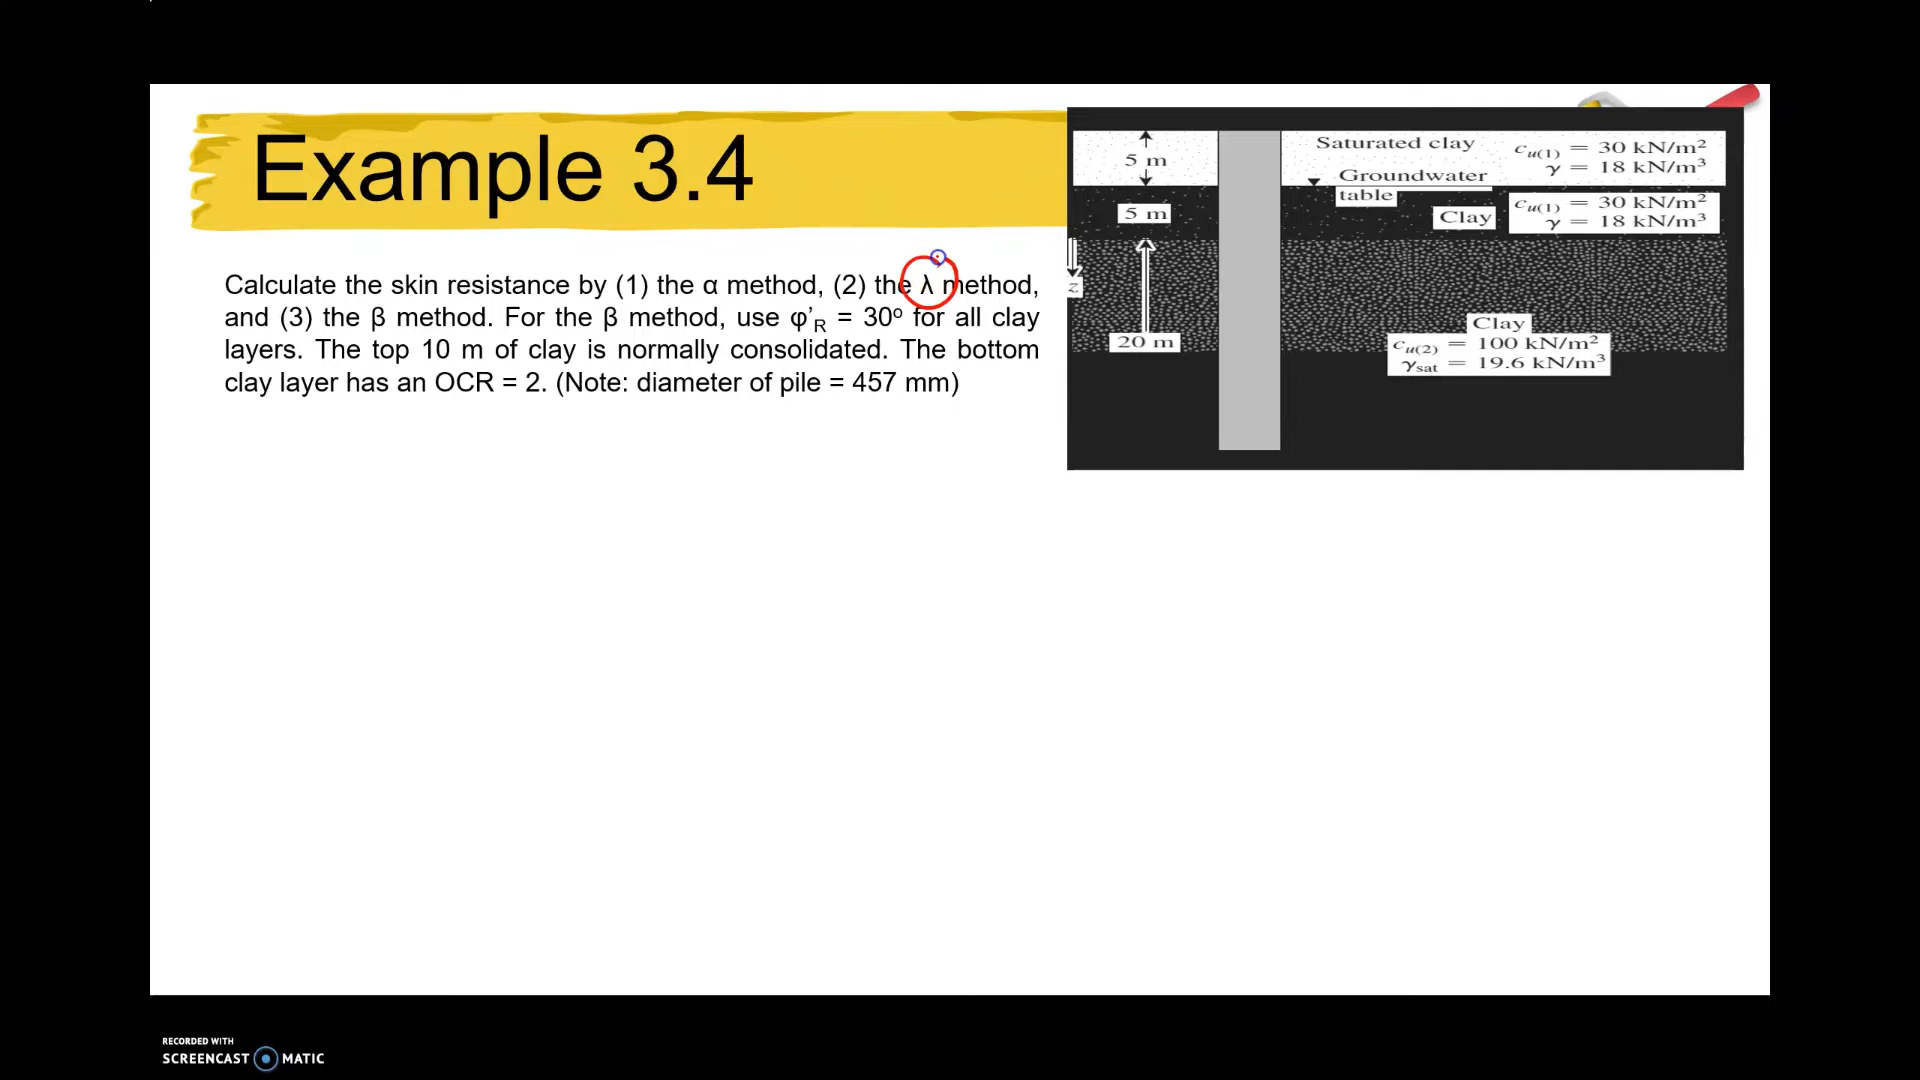 Example 3.4
Calculate the skin resistance by (1) the α method, (2) the λ method,
and (3) the β method. For the β method, use φ’R = 30º for all clay
layers. The top 10 m of clay is normally consolidated. The bottom
clay layer has an OCR = 2. (Note: diameter of pile = 457 mm)
5 m
Saturated clay
cu(1) = 30 kN/m²
γ = 18 kN/m³
Groundwater
table
5 m
Clay
cu(1) = 30 kN/m²
γ = 18 kN/m³
z
20 m
Clay
cu(2) = 100 kN/m²
γsat = 19.6 kN/m³
RECORDED WITH
SCREENCAST MATIC